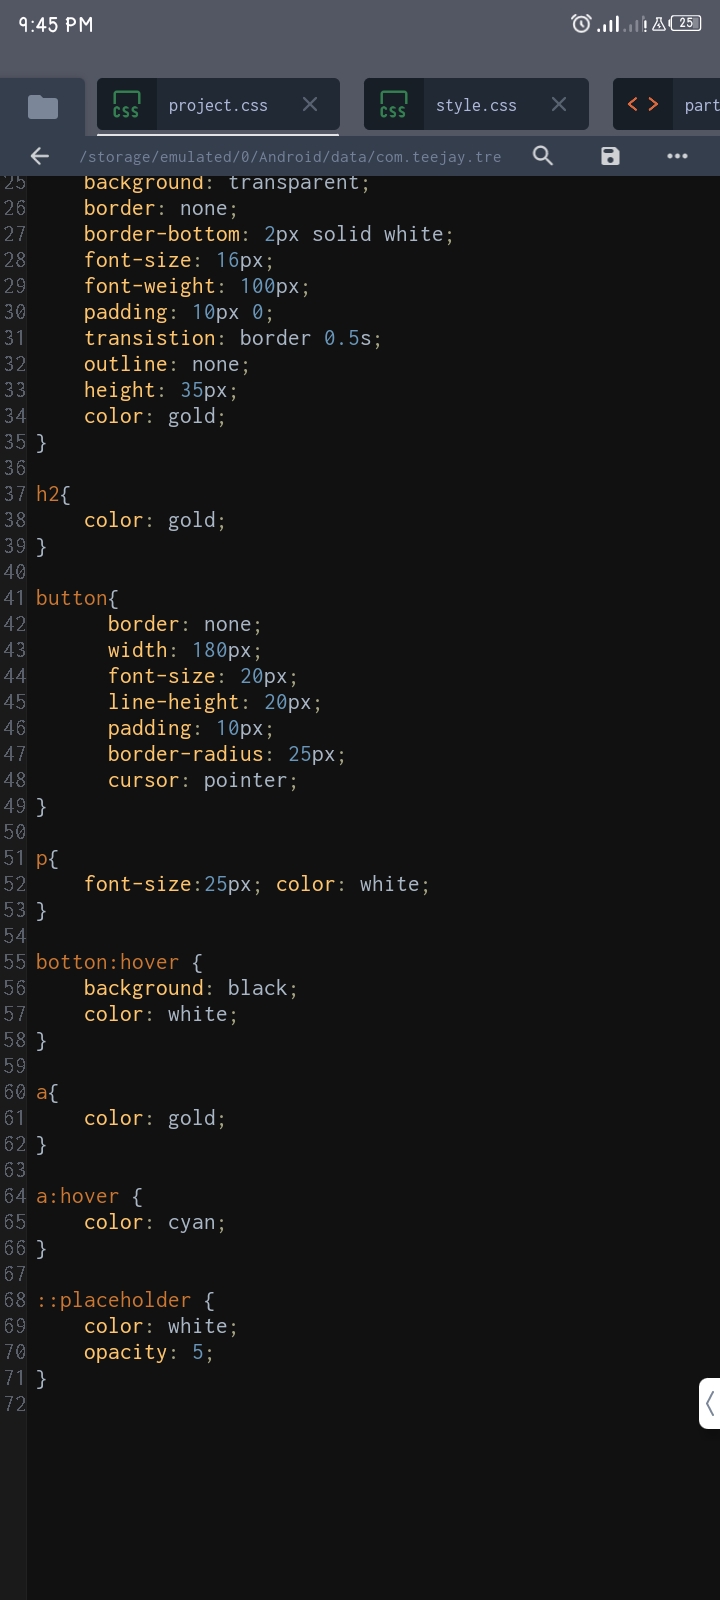 9:45 PM
25
CSS project.css
CSS style.css
< > part
/storage/emulated/0/Android/data/com.teejay.tre
25 background: transparent;
26 border: none;
27 border-bottom: 2px solid white;
28 font-size: 16px;
29 font-weight: 100px;
30 padding: 10px 0;
31 transistion: border 0.5s;
32 outline: none;
33 height: 35px;
34 color: gold;
35 }
36
37 h2{
38 color: gold;
39 }
40
41 button{
42 border: none;
43 width: 180px;
44 font-size: 20px;
45 line-height: 20px;
46 padding: 10px;
47 border-radius: 25px;
48 cursor: pointer;
49 }
50
51 p{
52 font-size:25px; color: white;
53 }
54
55 botton:hover {
56 background: black;
57 color: white;
58 }
59
60 a{
61 color: gold;
62 }
63
64 a:hover {
65 color: cyan;
66 }
67
68 ::placeholder {
69 color: white;
70 opacity: 5;
71 }
72